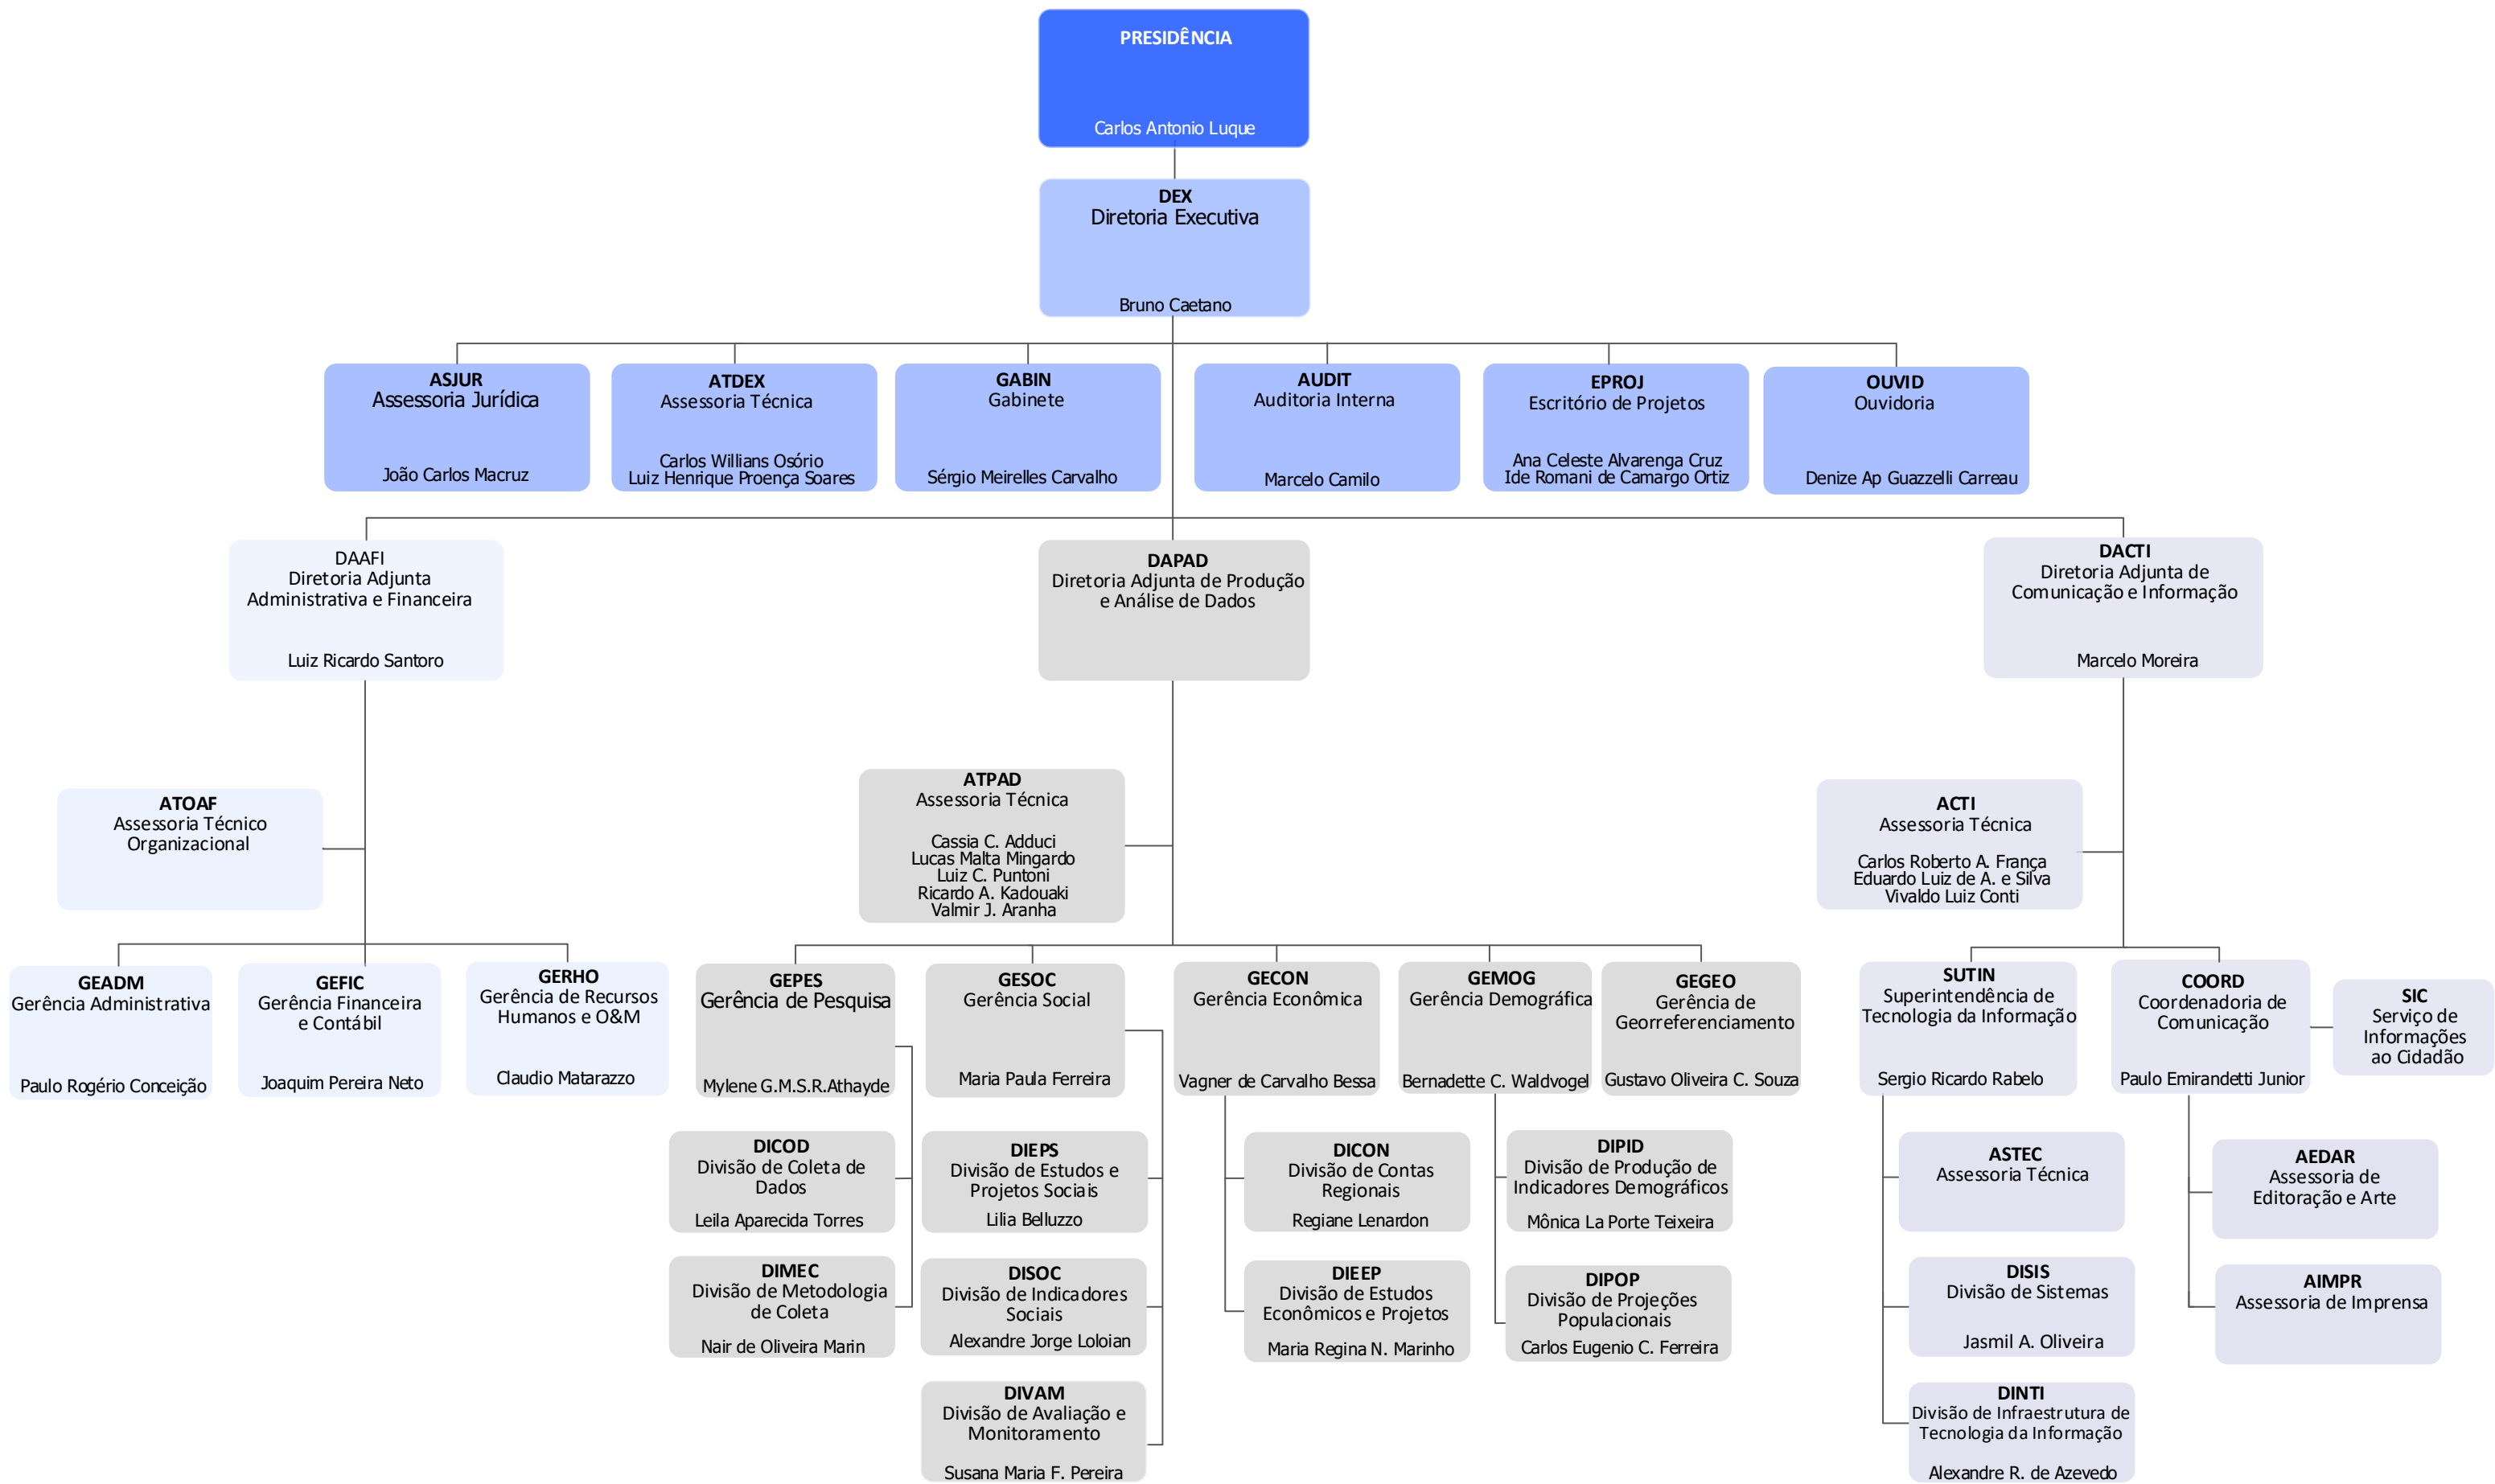 PRESIDÊNCIA
Carlos Antonio Luque
DEX
Diretoria Executiva
Bruno Caetano
ASJUR
Assessoria Jurídica
João Carlos Macruz
ATDEX
Assessoria Técnica
Carlos Willians Osório
Luiz Henrique Proença Soares
GABIN
Gabinete
Sérgio Meirelles Carvalho
AUDIT
Auditoria Interna
Marcelo Camilo
EPROJ
Escritório de Projetos
Ana Celeste Alvarenga Cruz
Ide Romani de Camargo Ortiz
OUVID
Ouvidoria
Denize Ap Guazzelli Carreau
DAAFI
Diretoria Adjunta
Administrativa e Financeira
Luiz Ricardo Santoro
DAPAD
Diretoria Adjunta de Produção
e Análise de Dados
DACTI
Diretoria Adjunta de
Comunicação e Informação
Marcelo Moreira
ATOAF
Assessoria Técnico
Organizacional
ATPAD
Assessoria Técnica
Cassia C. Adduci
Lucas Malta Mingardo
Luiz C. Puntoni
Ricardo A. Kadouaki
Valmir J. Aranha
ACTI
Assessoria Técnica
Carlos Roberto A. França
Eduardo Luiz de A. e Silva
Vivaldo Luiz Conti
GEADM
Gerência Administrativa
Paulo Rogério Conceição
GEFIC
Gerência Financeira
e Contábil
Joaquim Pereira Neto
GERHO
Gerência de Recursos
Humanos e O&M
Claudio Matarazzo
GEPES
Gerência de Pesquisa
Mylene G.M.S.R.Athayde
GESOC
Gerência Social
Maria Paula Ferreira
GECON
Gerência Econômica
Vagner de Carvalho Bessa
GEMOG
Gerência Demográfica
Bernadette C. Waldvogel
GEGEO
Gerência de
Georreferenciamento
Gustavo Oliveira C. Souza
SUTIN
Superintendência de
Tecnologia da Informação
Sergio Ricardo Rabelo
COORD
Coordenadoria de
Comunicação
Paulo Emirandetti Junior
SIC
Serviço de
Informações
ao Cidadão
DICOD
Divisão de Coleta de
Dados
Leila Aparecida Torres
DIEPS
Divisão de Estudos e
Projetos Sociais
Lilia Belluzzo
DICON
Divisão de Contas
Regionais
Regiane Lenardon
DIPID
Divisão de Produção de
Indicadores Demográficos
Mônica La Porte Teixeira
ASTEC
Assessoria Técnica
AEDAR
Assessoria de
Editoração e Arte
DIMEC
Divisão de Metodologia
de Coleta
Nair de Oliveira Marin
DISOC
Divisão de Indicadores
Sociais
Alexandre Jorge Loloian
DIEEP
Divisão de Estudos
Econômicos e Projetos
Maria Regina N. Marinho
DIPOP
Divisão de Projeções
Populacionais
Carlos Eugenio C. Ferreira
DISIS
Divisão de Sistemas
Jasmil A. Oliveira
AIMPR
Assessoria de Imprensa
DIVAM
Divisão de Avaliação e
Monitoramento
Susana Maria F. Pereira
DINTI
Divisão de Infraestrutura de
Tecnologia da Informação
Alexandre R. de Azevedo